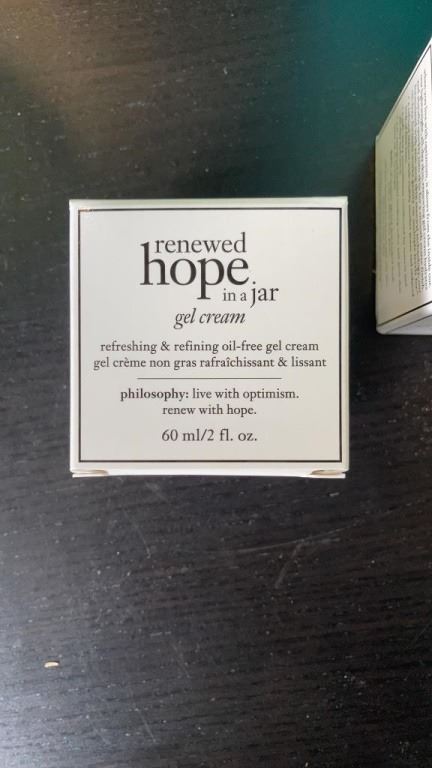 renewed
hope
in a jar
gel cream
refreshing & refining oil-free gel cream
gel crème non gras rafraîchissant & lissant
philosophy: live with optimism.
renew with hope.
60 ml/2 fl. oz.